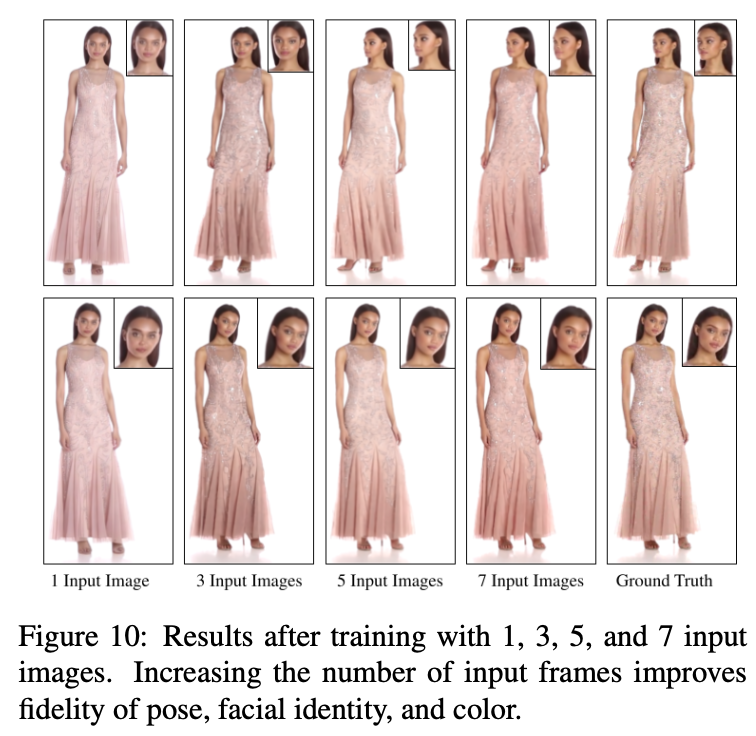 1 Input Image 3 Input Images 5 Input Images 7 Input Images Ground Truth
Figure 10: Results after training with 1, 3, 5, and 7 input
images. Increasing the number of input frames improves
fidelity of pose, facial identity, and color.